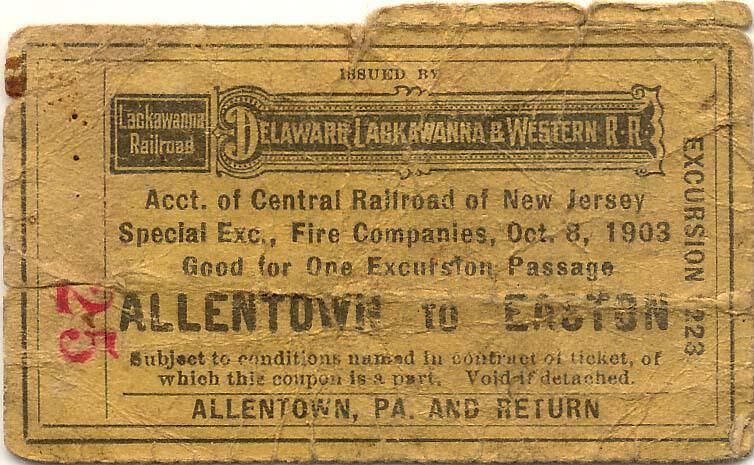 ISSUED BY
Lackawanna
Railroad
DELAWARE, LACKAWANNA & WESTERN R.R.
Acct. of Central Railroad of New Jersey
Special Exc., Fire Companies, Oct. 8, 1903
Good for One Excursion Passage
ALLENTOWN to EASTON
Subject to conditions named in contract of ticket, of
which this coupon is a part. Void if detached.
ALLENTOWN, PA. AND RETURN
EXCURSION 223
25